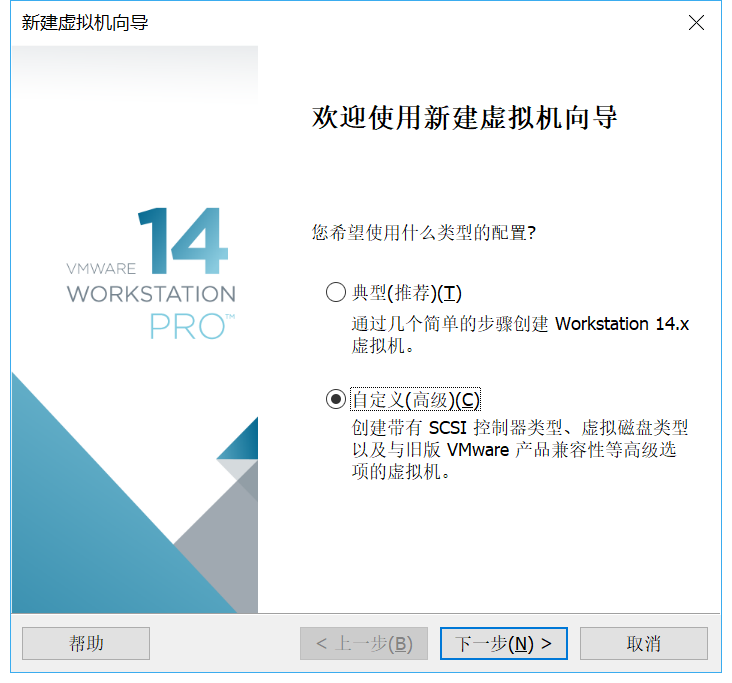 新建虚拟机向导
14
VMWARE
WORKSTATION
PRO™
欢迎使用新建虚拟机向导
您希望使用什么类型的配置?
典型(推荐)(T)
通过几个简单的步骤创建 Workstation 14.x
虚拟机。
自定义(高级)(C)
创建带有 SCSI 控制器类型、虚拟磁盘类型
以及与旧版 VMware 产品兼容性等高级选
项的虚拟机。
帮助
< 上一步(B)
下一步(N) >
取消